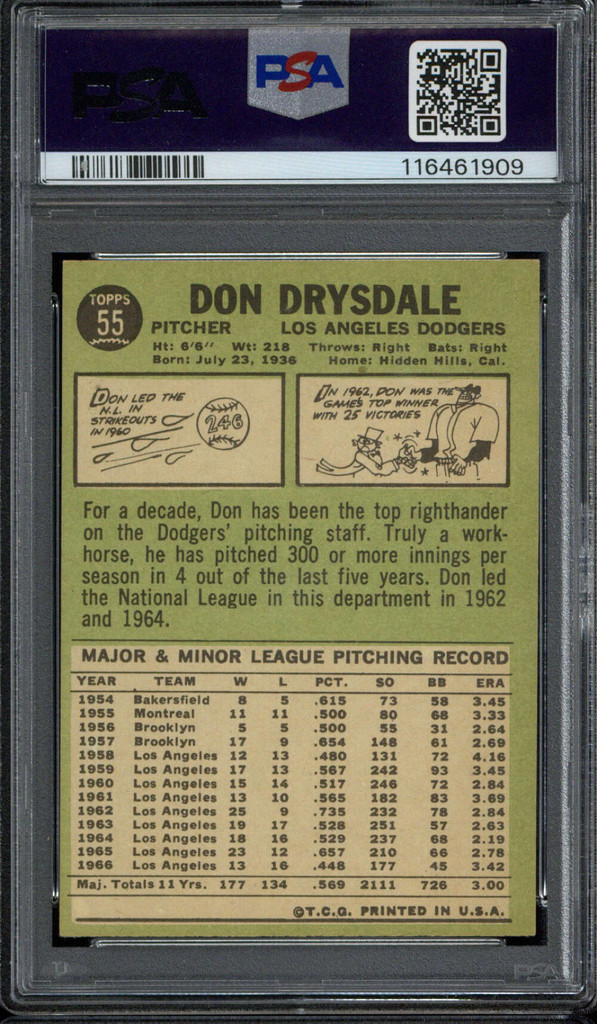 PSA
PSA
116461909
TOPPS
55
DON DRYSDALE
PITCHER LOS ANGELES DODGERS
Ht: 6'6" Wt: 218 Throws: Right Bats: Right
Born: July 23, 1936 Home: Hidden Hills, Cal.
DON LED THE
N.L. IN
STRIKEOUTS
IN 1960
246
IN 1962, DON WAS THE
GAME'S TOP WINNER
WITH 25 VICTORIES
For a decade, Don has been the top righthander
on the Dodgers' pitching staff. Truly a work-
horse, he has pitched 300 or more innings per
season in 4 out of the last five years. Don led
the National League in this department in 1962
and 1964.
MAJOR & MINOR LEAGUE PITCHING RECORD
YEAR TEAM W L PCT. SO BB ERA
1954 Bakersfield 8 5 .615 73 58 3.45
1955 Montreal 11 11 .500 80 68 3.33
1956 Brooklyn 5 5 .500 55 31 2.64
1957 Brooklyn 17 9 .654 148 61 2.69
1958 Los Angeles 12 13 .480 131 72 4.16
1959 Los Angeles 17 13 .567 242 93 3.45
1960 Los Angeles 15 14 .517 246 72 2.84
1961 Los Angeles 13 10 .565 182 83 3.69
1962 Los Angeles 25 9 .735 232 78 2.84
1963 Los Angeles 19 17 .528 251 57 2.63
1964 Los Angeles 18 16 .529 237 68 2.19
1965 Los Angeles 23 12 .657 210 66 2.78
1966 Los Angeles 13 16 .448 177 45 3.42
Maj. Totals 11 Yrs. 177 134 .569 2111 726 3.00
©T.C.G. PRINTED IN U.S.A.
PSA